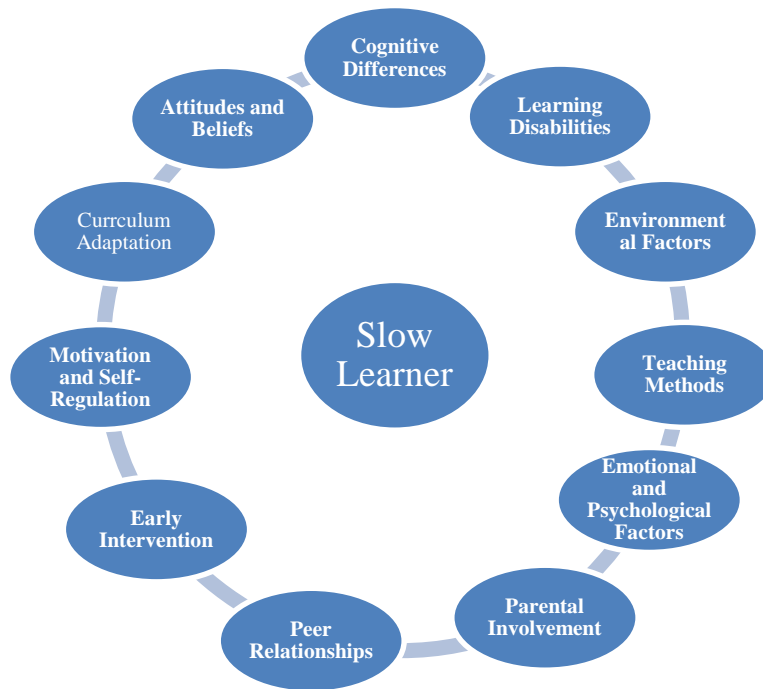 Cognitive
Differences
Learning
Disabilities
Environment
al Factors
Teaching
Methods
Emotional
and
Psychological
Factors
Parental
Involvement
Peer
Relationships
Early
Intervention
Motivation
and Self-
Regulation
Currculum
Adaptation
Attitudes and
Beliefs
Slow
Learner